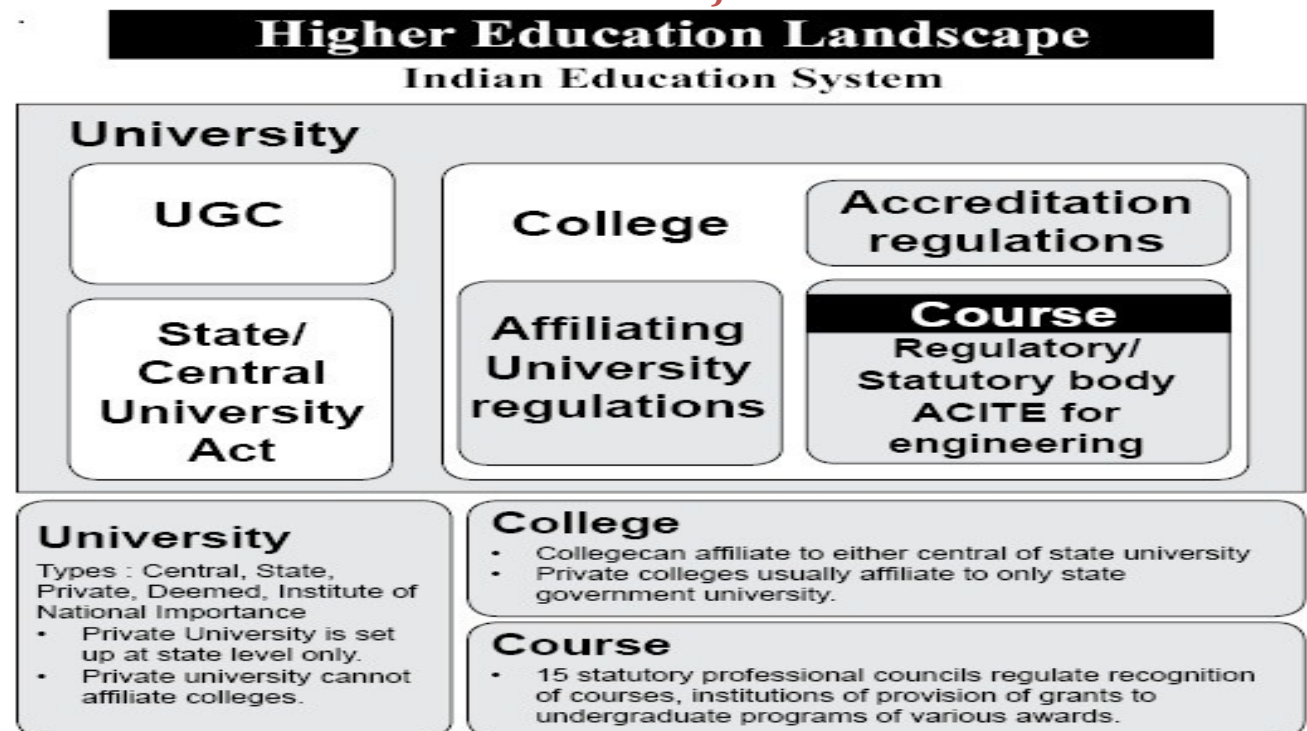 Higher Education Landscape
Indian Education System
University
UGC
State/
Central
University
Act
College
Affiliating
University
regulations
Accreditation
regulations
Course
Regulatory/
Statutory body
ACITE for
engineering
University
Types : Central, State,
Private, Deemed, Institute of
National Importance
• Private University is set
up at state level only.
• Private university cannot
affiliate colleges.
College
• Collegecan affiliate to either central of state university
• Private colleges usually affiliate to only state
government university.
Course
• 15 statutory professional councils regulate recognition
of courses, institutions of provision of grants to
undergraduate programs of various awards.